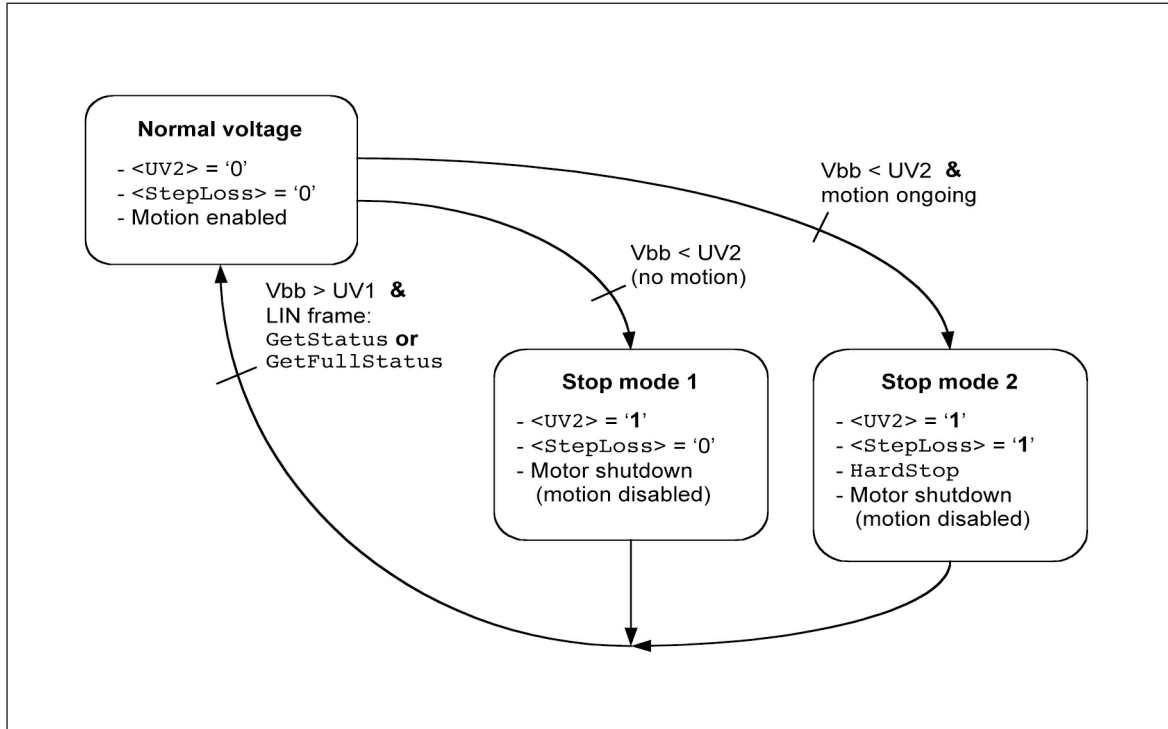 Normal voltage
- <UV2> = ‘0’
- <StepLoss> = ‘0’
- Motion enabled
Vbb < UV2 &
motion ongoing
Vbb < UV2
(no motion)
Vbb > UV1 &
LIN frame:
GetStatus or
GetFullStatus
Stop mode 1
- <UV2> = ‘1’
- <StepLoss> = ‘0’
- Motor shutdown
(motion disabled)
Stop mode 2
- <UV2> = ‘1’
- <StepLoss> = ‘1’
- HardStop
- Motor shutdown
(motion disabled)